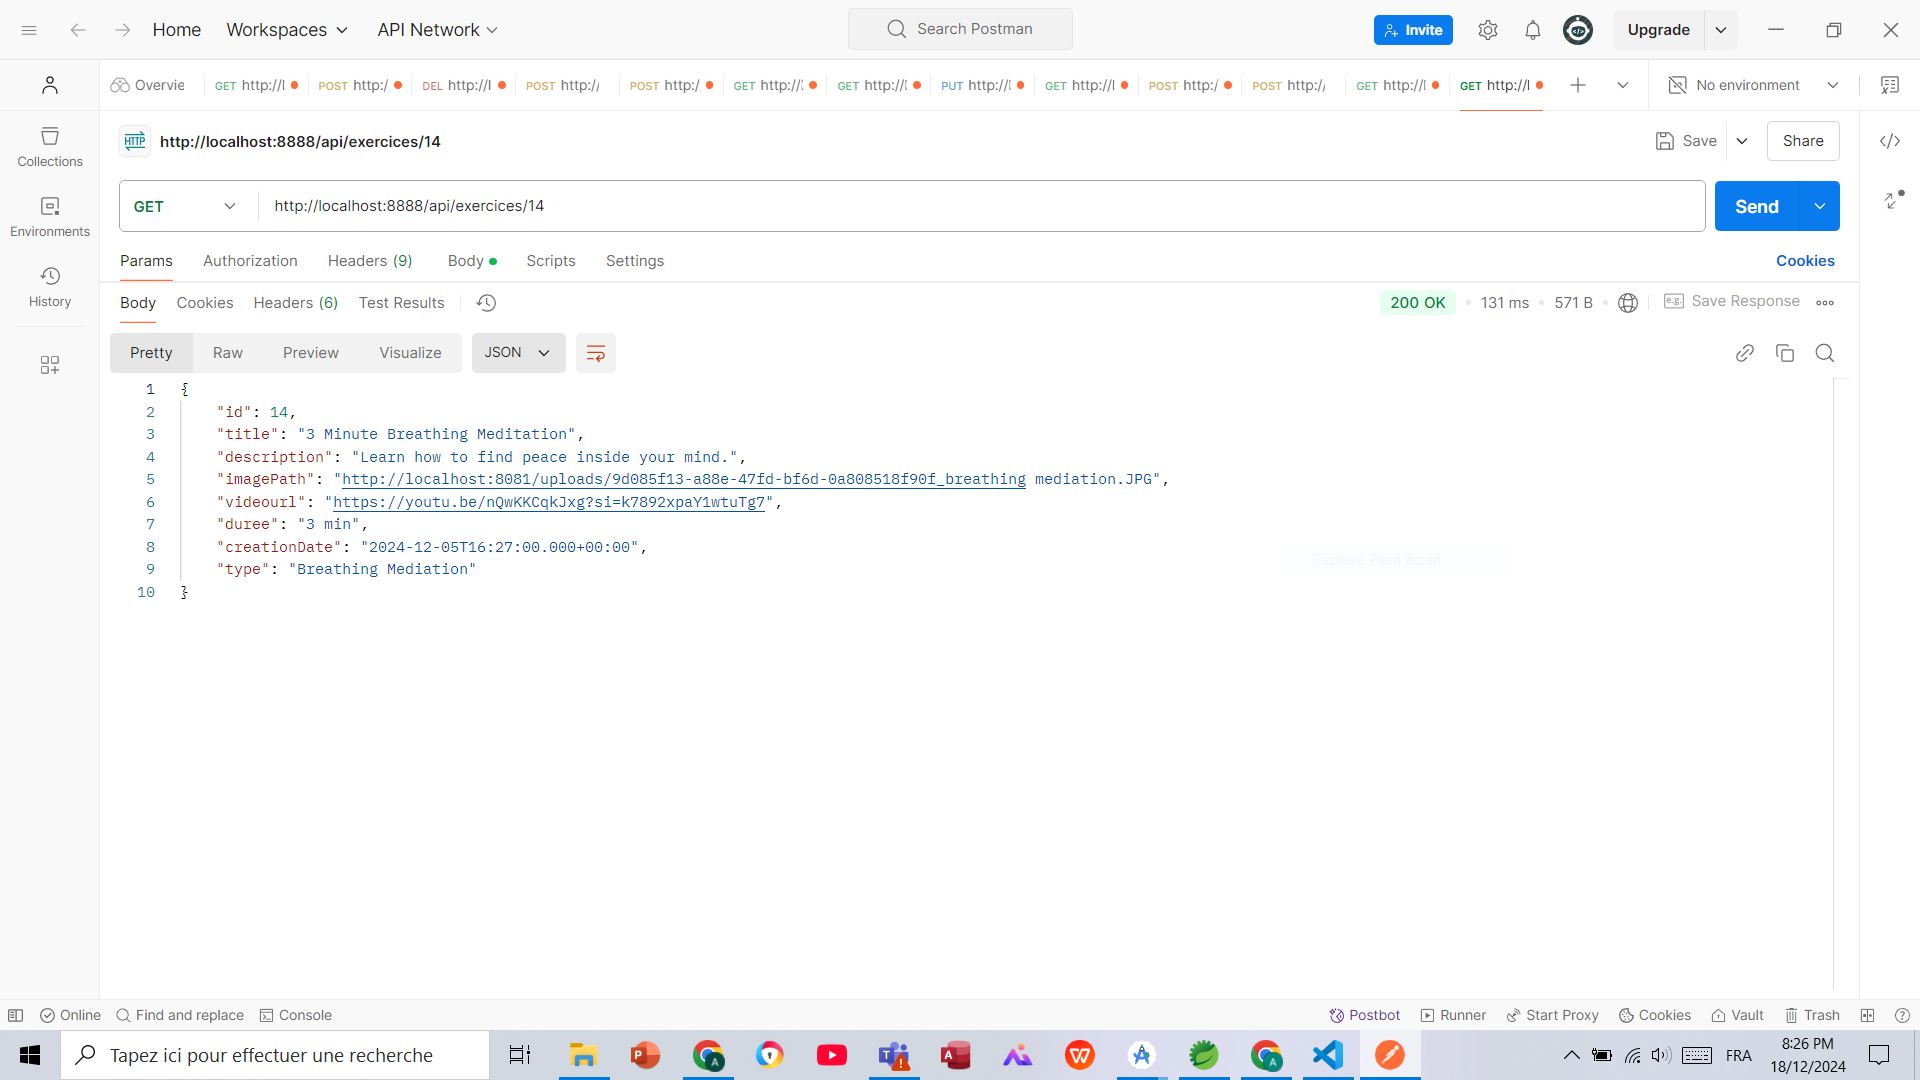 Home Workspaces API Network Search Postman Invite Upgrade
Overvie GET http://l POST http:/ DEL http://l POST http:/ POST http:/ GET http:// GET http:// PUT http:// GET http://l POST http:/ POST http:/ GET http:// GET http://l No environment
HTTP http://localhost:8888/api/exercices/14 Save Share
Collections
GET http://localhost:8888/api/exercices/14 Send
Environments
Params Authorization Headers (9) Body Scripts Settings Cookies
History
Body Cookies Headers (6) Test Results 200 OK 131 ms 571 B e.g. Save Response
Pretty Raw Preview Visualize JSON
1 {
2 "id": 14,
3 "title": "3 Minute Breathing Meditation",
4 "description": "Learn how to find peace inside your mind.",
5 "imagePath": "http://localhost:8081/uploads/9d085f13-a88e-47fd-bf6d-0a808518f90f_breathing mediation.JPG",
6 "videourl": "https://youtu.be/nQwKKCqkJxg?si=k7892xpaY1wtuTg7",
7 "duree": "3 min",
8 "creationDate": "2024-12-05T16:27:00.000+00:00",
Capture Plein écran
9 "type": "Breathing Mediation"
10 }
Online Find and replace Console Postbot Runner Start Proxy Cookies Vault Trash
Tapez ici pour effectuer une recherche FRA 8:26 PM
18/12/2024